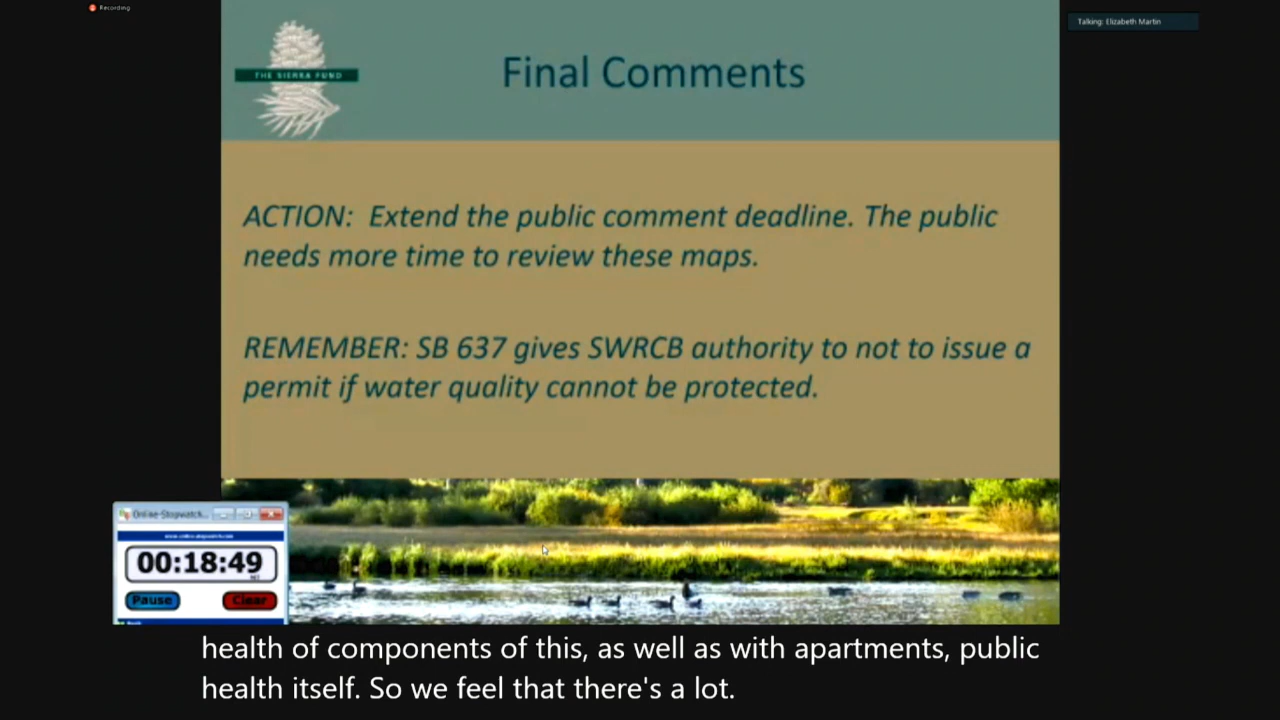 Recording
Talking: Elizabeth Martin
THE SIERRA FUND
Final Comments
ACTION: Extend the public comment deadline. The public
needs more time to review these maps.
REMEMBER: SB 637 gives SWRCB authority to not to issue a
permit if water quality cannot be protected.
Online-Stopwatch...
00:18:49
Pause
Clear
health of components of this, as well as with apartments, public
health itself. So we feel that there's a lot.